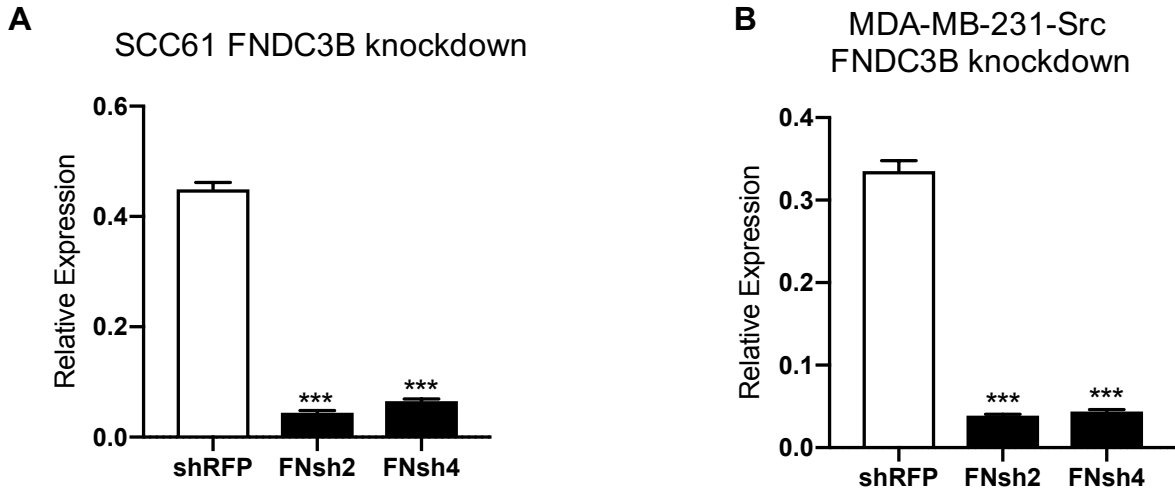 A
SCC61 FNDC3B knockdown
Relative Expression
0.6
0.4
0.2
0.0
***
***
shRFP FNsh2 FNsh4
B
MDA-MB-231-Src
FNDC3B knockdown
Relative Expression
0.4
0.3
0.2
0.1
0.0
***
***
shRFP FNsh2 FNsh4